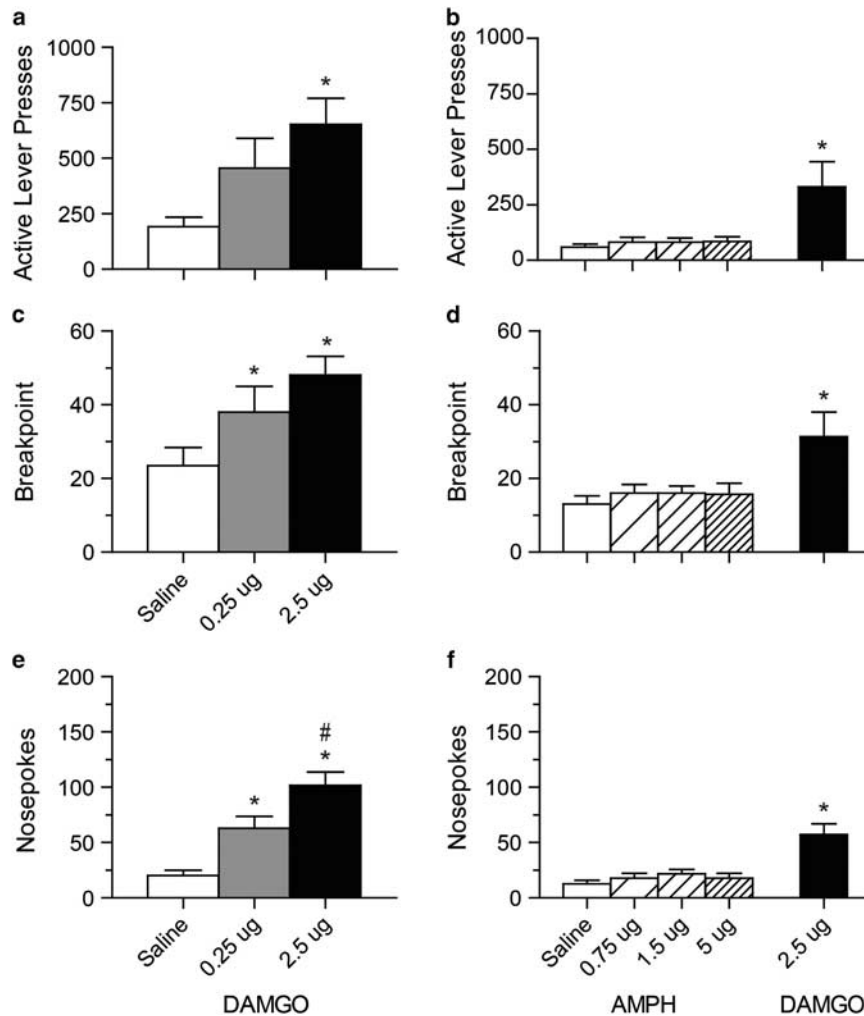 a
1000
750
500
250
0
Active Lever Presses
*
b
1000
750
500
250
0
Active Lever Presses
*
c
60
40
20
0
Breakpoint
*
*
Saline
0.25 ug
2.5 ug
d
60
40
20
0
Breakpoint
*
e
200
150
100
50
0
Nosepokes
*
#
*
Saline
0.25 ug
2.5 ug
DAMGO
f
200
150
100
50
0
Nosepokes
*
Saline
0.75 ug
1.5 ug
5 ug
2.5 ug
AMPH
DAMGO